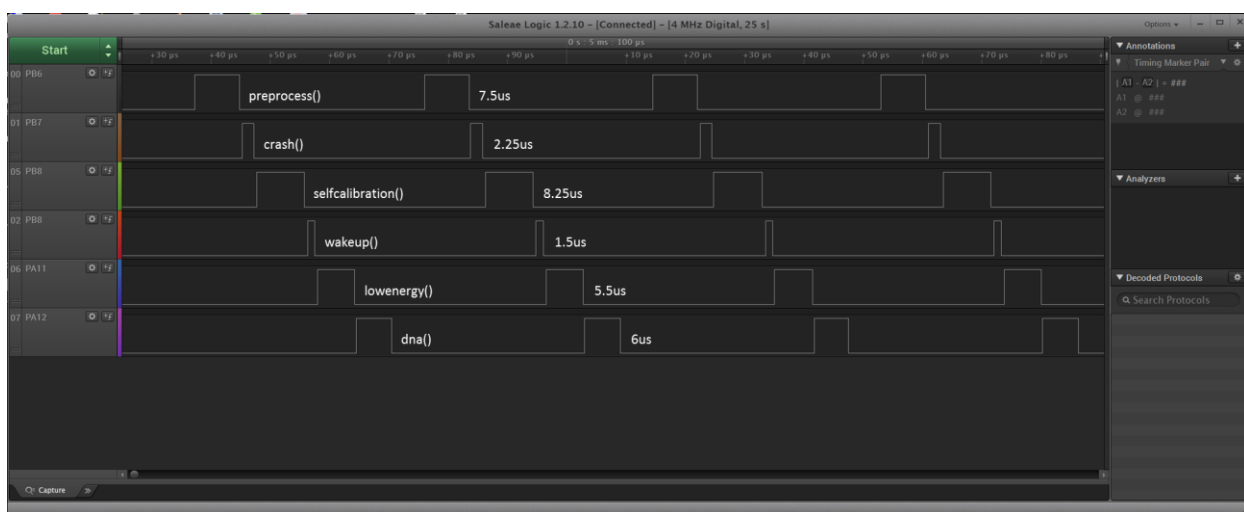 Saleae Logic 1.2.10 – [Connected] – [4 MHz Digital, 25 s]
Options
Start
0 s : 5 ms : 100 µs
+30 µs +40 µs +50 µs +60 µs +70 µs +80 µs +90 µs +10 µs +20 µs +30 µs +40 µs +50 µs +60 µs +70 µs +80 µs
Annotations
Timing Marker Pair
| A1 - A2 | = ###
A1 @ ###
A2 @ ###
00 PB6
preprocess() 7.5us
01 PB7
crash() 2.25us
05 PB8
selfcalibration() 8.25us
Analyzers
02 PB8
wakeup() 1.5us
06 PA11
lowenergy() 5.5us
Decoded Protocols
Search Protocols
07 PA12
dna() 6us
Capture